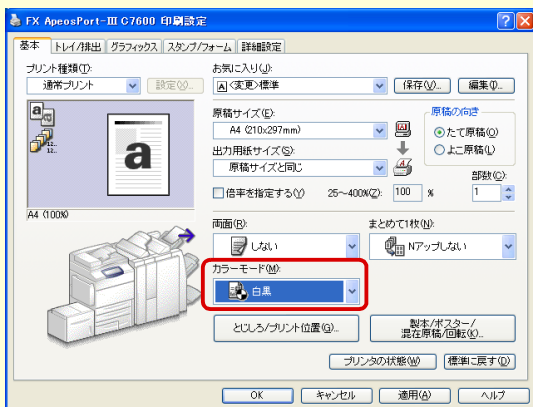 FX ApeosPort-III C7600 印刷設定
基本 トレイ/排出 グラフィックス スタンプ/フォーム 詳細設定
プリント種類(T):
通常プリント 設定(X)...
お気に入り(J):
<変更>標準 保存(V)... 編集(I)...
原稿サイズ(E):
A4 (210x297mm)
出力用紙サイズ(S):
原稿サイズと同じ
倍率を指定する(Y) 25～400%(Z): 100 %
原稿の向き
たて原稿(O)
よこ原稿(L)
部数(C):
1
a
A4 (100%)
両面(R):
しない
まとめて1枚(N):
Nアップしない
カラーモード(M):
白黒
とじしろ/プリント位置(G)...
製本/ポスター/
混在原稿/回転(K)...
プリンタの状態(W) 標準に戻す(D)
OK キャンセル 適用(A) ヘルプ